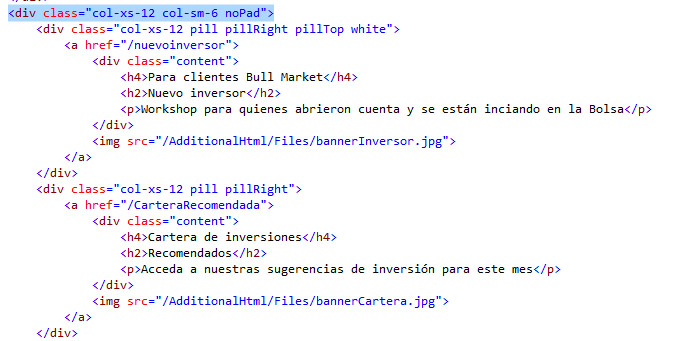 <div class="col-xs-12 col-sm-6 noPad">
<div class="col-xs-12 pill pillRight pillTop white">
<a href="/nuevoinversor">
<div class="content">
<h4>Para clientes Bull Market</h4>
<h2>Nuevo inversor</h2>
<p>Workshop para quienes abrieron cuenta y se están inciando en la Bolsa</p>
</div>
<img src="/AdditionalHtml/Files/bannerInversor.jpg">
</a>
</div>
<div class="col-xs-12 pill pillRight">
<a href="/CarteraRecomendada">
<div class="content">
<h4>Cartera de inversiones</h4>
<h2>Recomendados</h2>
<p>Acceda a nuestras sugerencias de inversión para este mes</p>
</div>
<img src="/AdditionalHtml/Files/bannerCartera.jpg">
</a>
</div>